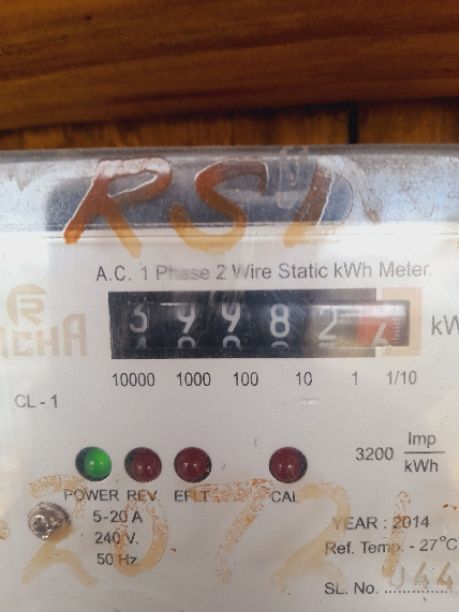 RSD
A.C. 1 Phase 2 Wire Static kWh Meter.
3 9 9 8 2
10000 1000 100 10 1 1/10
CL - 1
3200 Imp
kWh
POWER REV EFLT CAL
5-20 A
240 V.
50 Hz
YEAR : 2014
Ref. Temp. - 27°C
SL. No. 044